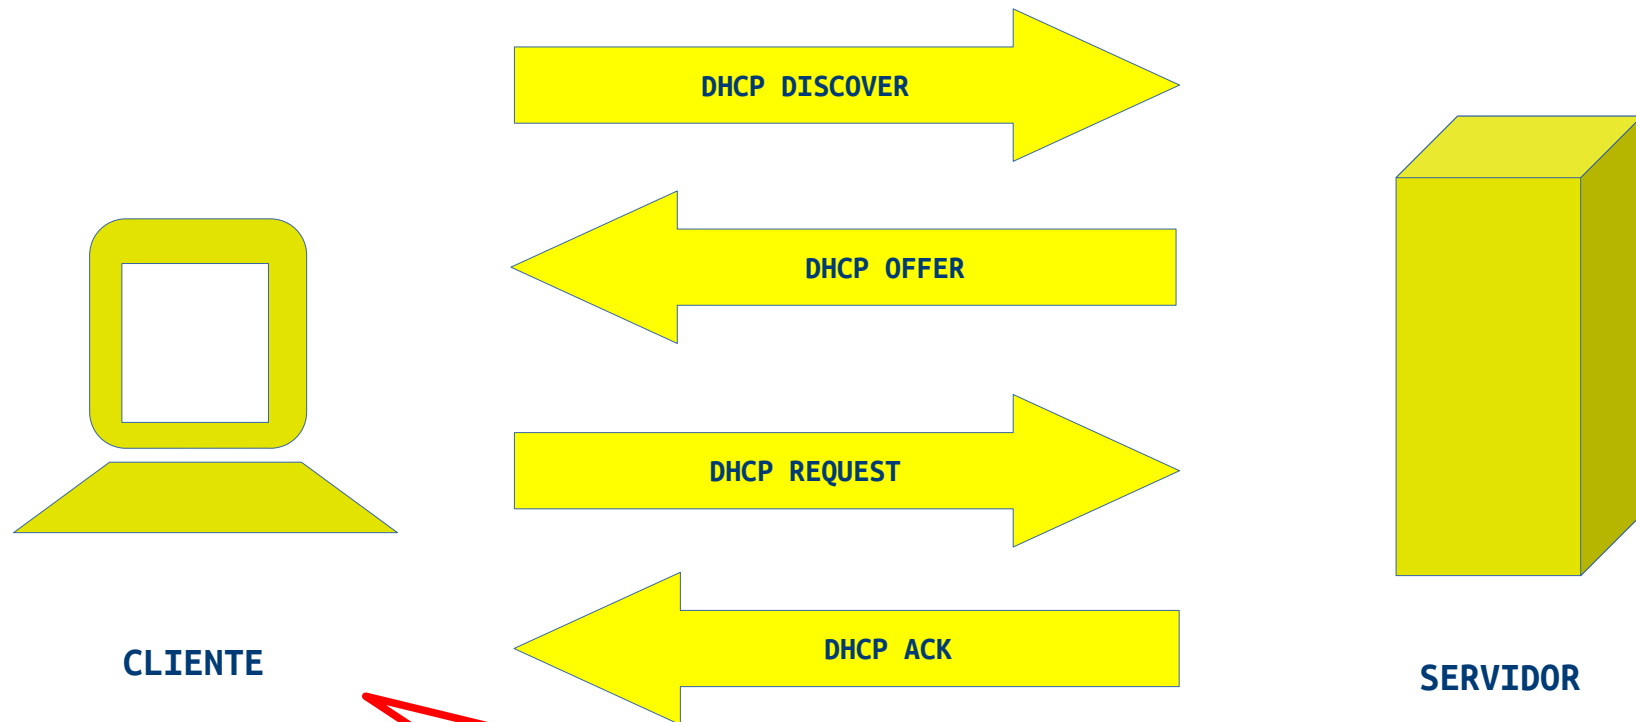 DHCP DISCOVER
DHCP OFFER
DHCP REQUEST
DHCP ACK
CLIENTE
SERVIDOR